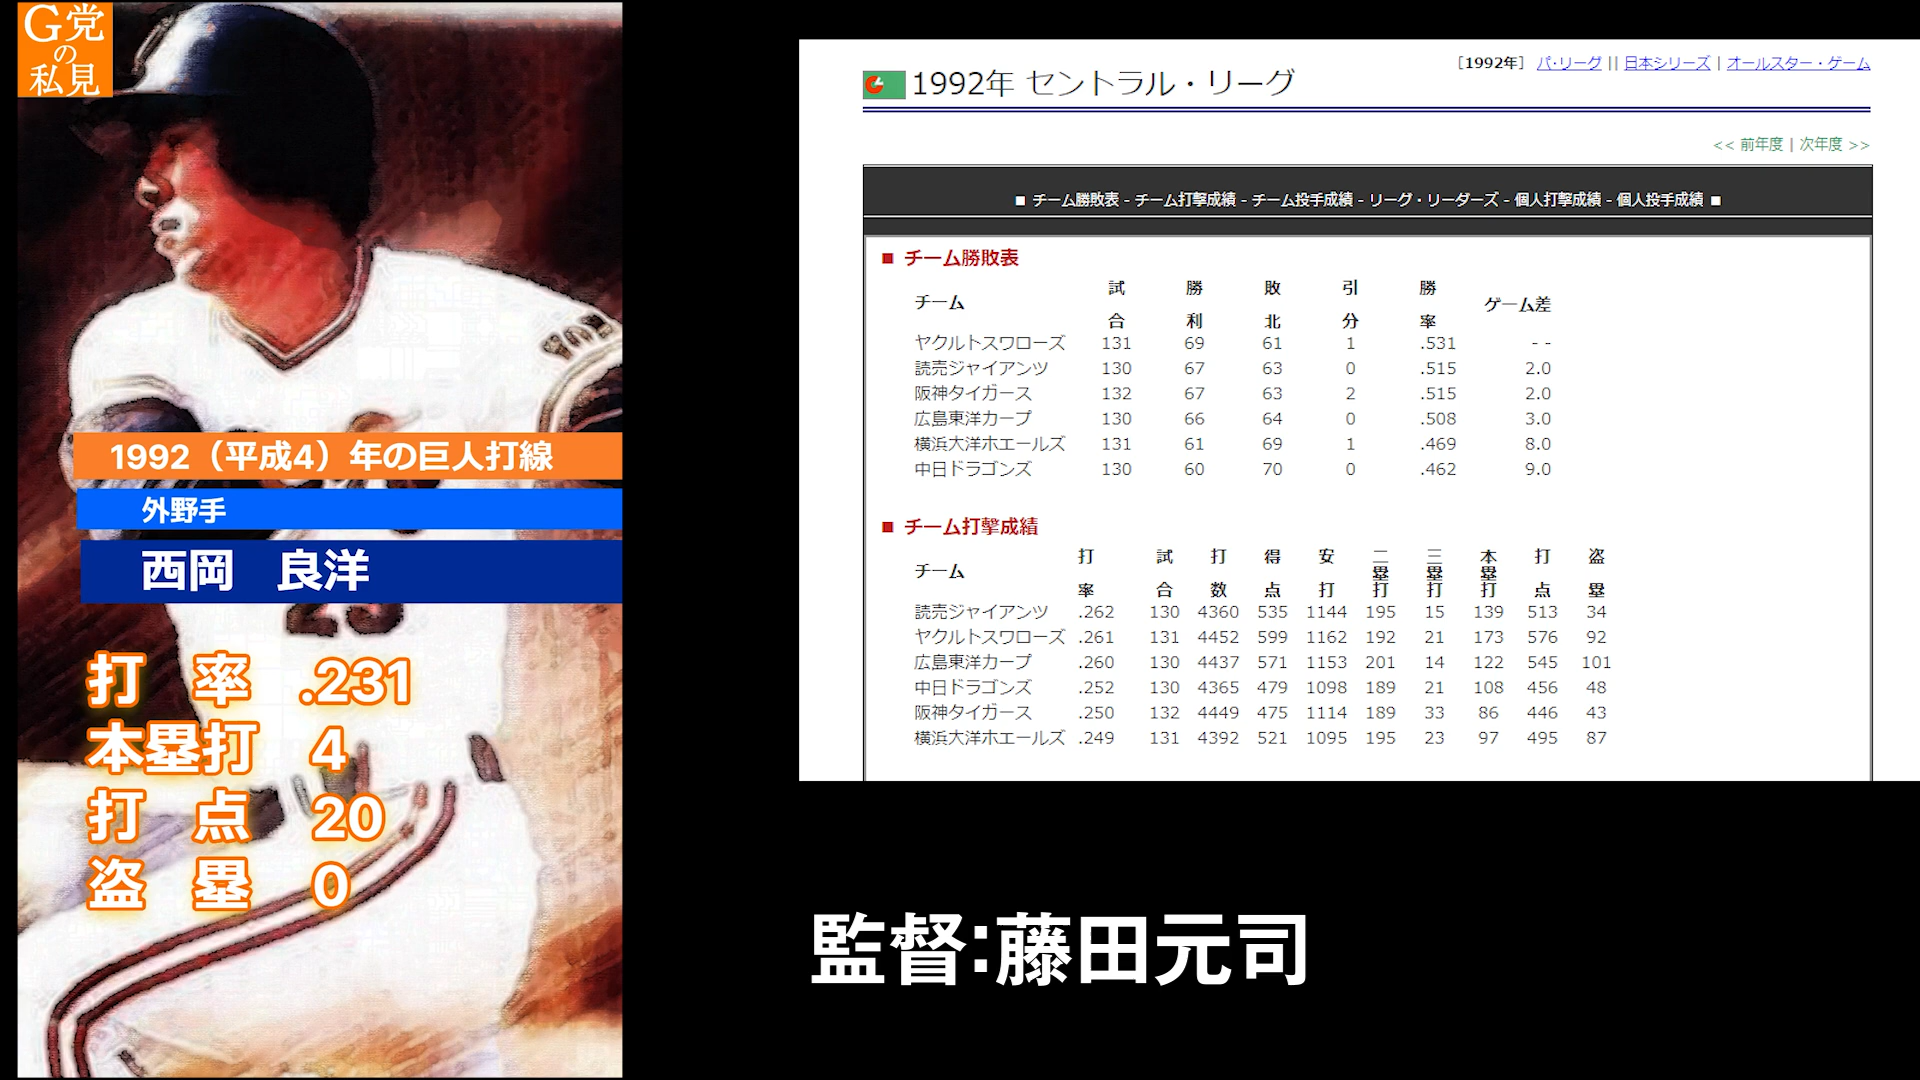 G党
の
私見
1992（平成4）年の巨人打線
外野手
西岡　良洋
打　率　.231
本塁打　4
打　点　20
盗　塁　0
［1992年］ パ・リーグ || 日本シリーズ | オールスター・ゲーム
1992年 セントラル・リーグ
<< 前年度 | 次年度 >>
■ チーム勝敗表 - チーム打撃成績 - チーム投手成績 - リーグ・リーダーズ - 個人打撃成績 - 個人投手成績 ■
■ チーム勝敗表
チーム 試合 勝利 敗北 引分 勝率 ゲーム差
ヤクルトスワローズ 131 69 61 1 .531 - -
読売ジャイアンツ 130 67 63 0 .515 2.0
阪神タイガース 132 67 63 2 .515 2.0
広島東洋カープ 130 66 64 0 .508 3.0
横浜大洋ホエールズ 131 61 69 1 .469 8.0
中日ドラゴンズ 130 60 70 0 .462 9.0
■ チーム打撃成績
チーム 打率 試合 打数 得点 安打 二塁打 三塁打 本塁打 打点 盗塁
読売ジャイアンツ .262 130 4360 535 1144 195 15 139 513 34
ヤクルトスワローズ .261 131 4452 599 1162 192 21 173 576 92
広島東洋カープ .260 130 4437 571 1153 201 14 122 545 101
中日ドラゴンズ .252 130 4365 479 1098 189 21 108 456 48
阪神タイガース .250 132 4449 475 1114 189 33 86 446 43
横浜大洋ホエールズ .249 131 4392 521 1095 195 23 97 495 87
監督:藤田元司